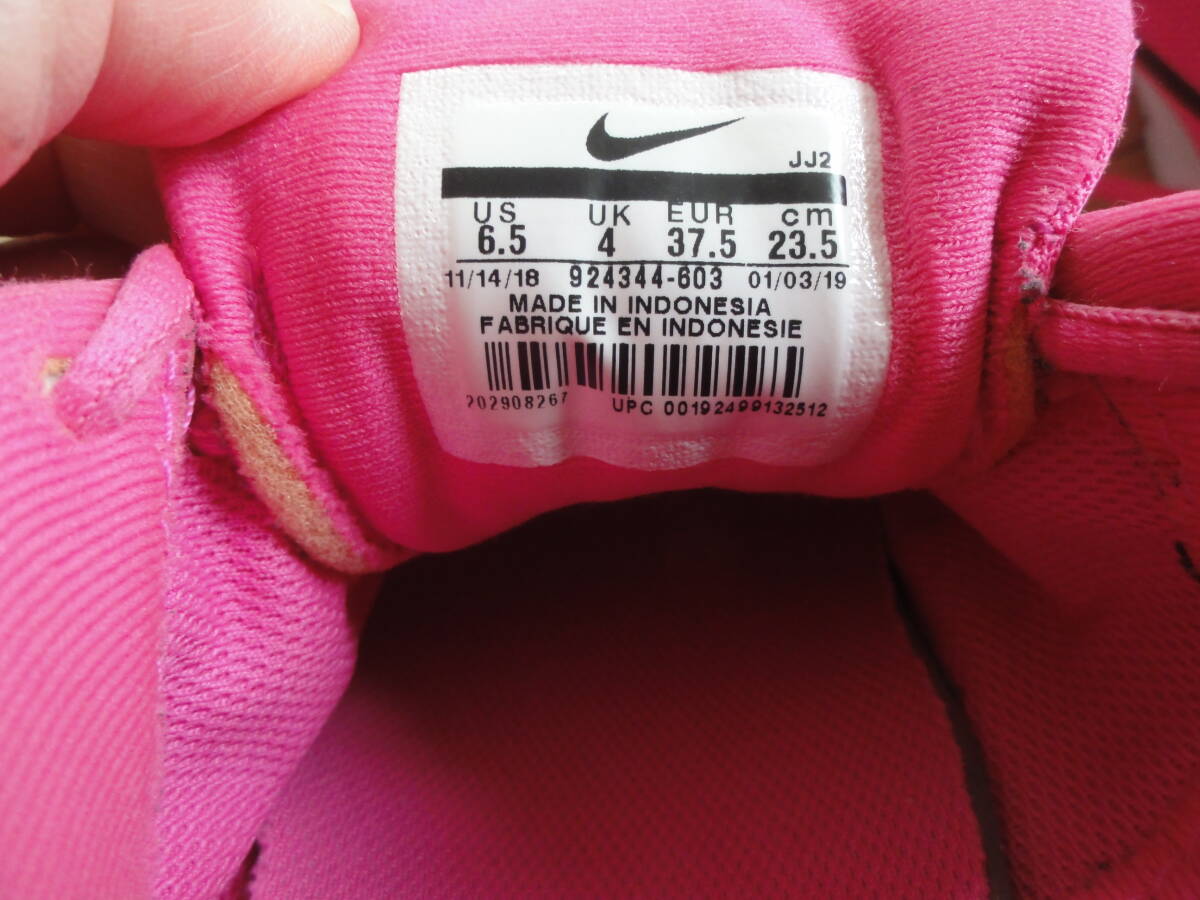 JJ2
US UK EUR cm
6.5 4 37.5 23.5
11/14/18 924344-603 01/03/19
MADE IN INDONESIA
FABRIQUE EN INDONESIE
202908267 UPC 00192499132512